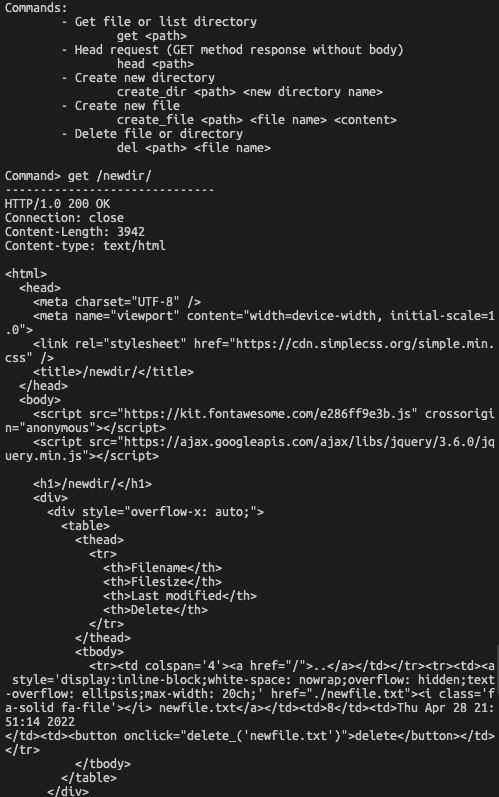 Commands:
        - Get file or list directory
                get <path>
        - Head request (GET method response without body)
                head <path>
        - Create new directory
                create_dir <path> <new directory name>
        - Create new file
                create_file <path> <file name> <content>
        - Delete file or directory
                del <path> <file name>

Command> get /newdir/
------------------------------
HTTP/1.0 200 OK
Connection: close
Content-Length: 3942
Content-type: text/html

<html>
  <head>
    <meta charset="UTF-8" />
    <meta name="viewport" content="width=device-width, initial-scale=1
.0">
    <link rel="stylesheet" href="https://cdn.simplecss.org/simple.min.
css" />
    <title>/newdir/</title>
  </head>
  <body>
    <script src="https://kit.fontawesome.com/e286ff9e3b.js" crossorigi
n="anonymous"></script>
    <script src="https://ajax.googleapis.com/ajax/libs/jquery/3.6.0/jq
uery.min.js"></script>

    <h1>/newdir/</h1>
    <div>
      <div style="overflow-x: auto;">
        <table>
          <thead>
            <tr>
              <th>Filename</th>
              <th>Filesize</th>
              <th>Last modified</th>
              <th>Delete</th>
            </tr>
          </thead>
          <tbody>
            <tr><td colspan='4'><a href="/">..</a></td></tr><tr><td><a
 style='display:inline-block;white-space: nowrap;overflow: hidden;text
-overflow: ellipsis;max-width: 20ch;' href="./newfile.txt"><i class='f
a-solid fa-file'></i> newfile.txt</a></td><td>8</td><td>Thu Apr 28 21:
51:14 2022
</td><td><button onclick="delete_('newfile.txt')">delete</button></td>
</tr>
          </tbody>
        </table>
      </div>